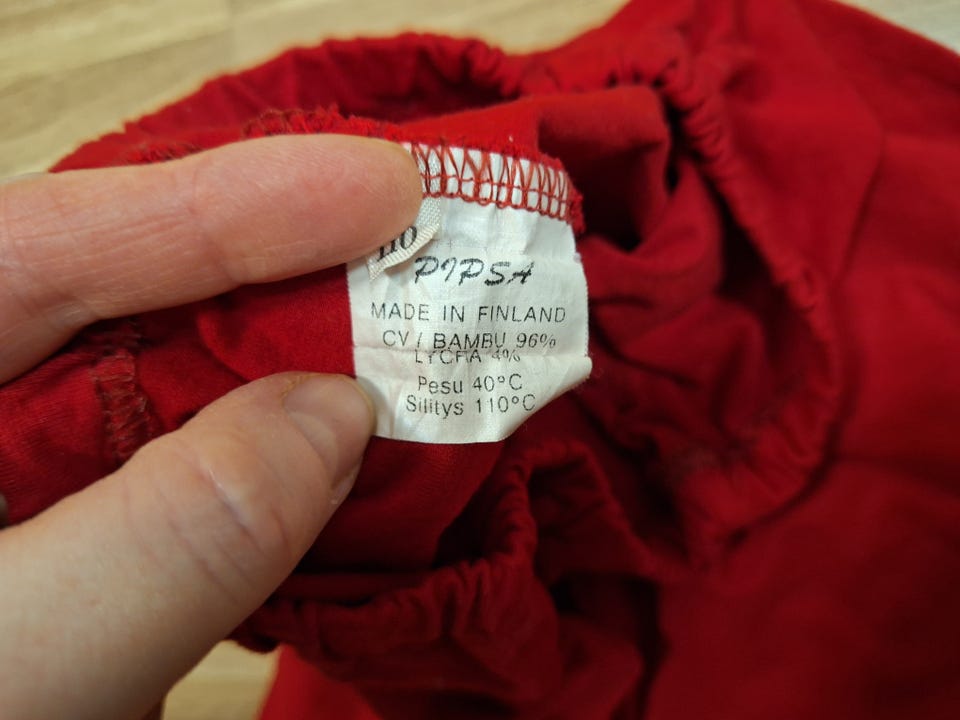 110
PIPSA
MADE IN FINLAND
CV / BAMBU 96%
LYCRA 4%
Pesu 40°C
Silitys 110°C